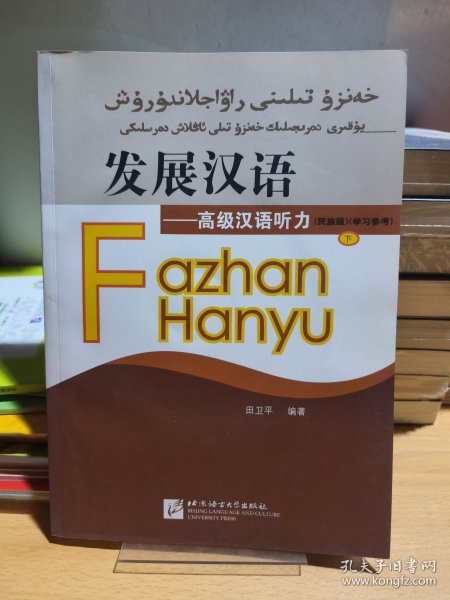 خەنزۇ تىلىنى راۋاجلاندۇرۇش
يۇقىرى دەرىجىلىك خەنزۇ تىلى ئاڭلاش دەرسلىكى
发展汉语
——高级汉语听力(民族版)(学习参考)
下
Fazhan
Hanyu
田卫平 编著
北京语言大学出版社
BEIJING LANGUAGE AND CULTURE
UNIVERSITY PRESS
孔夫子旧书网
www.kongfz.com